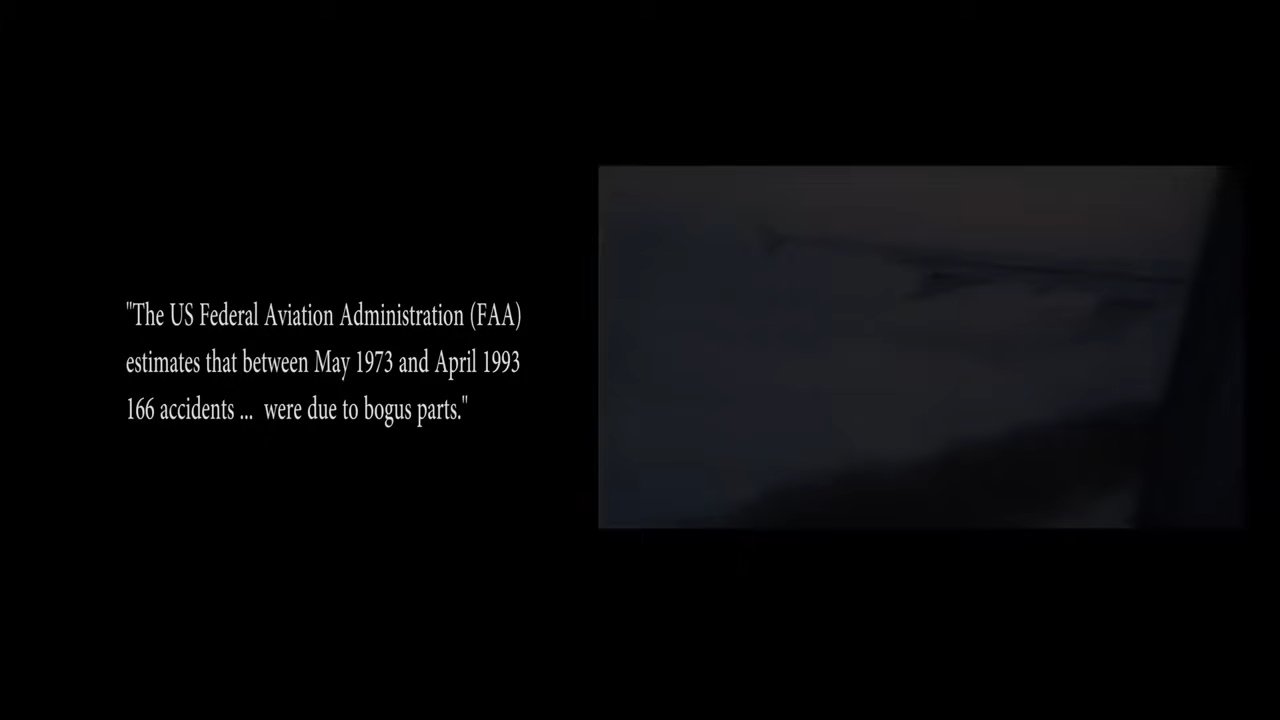 "The US Federal Aviation Administration (FAA)
estimates that between May 1973 and April 1993
166 accidents ...  were due to bogus parts."